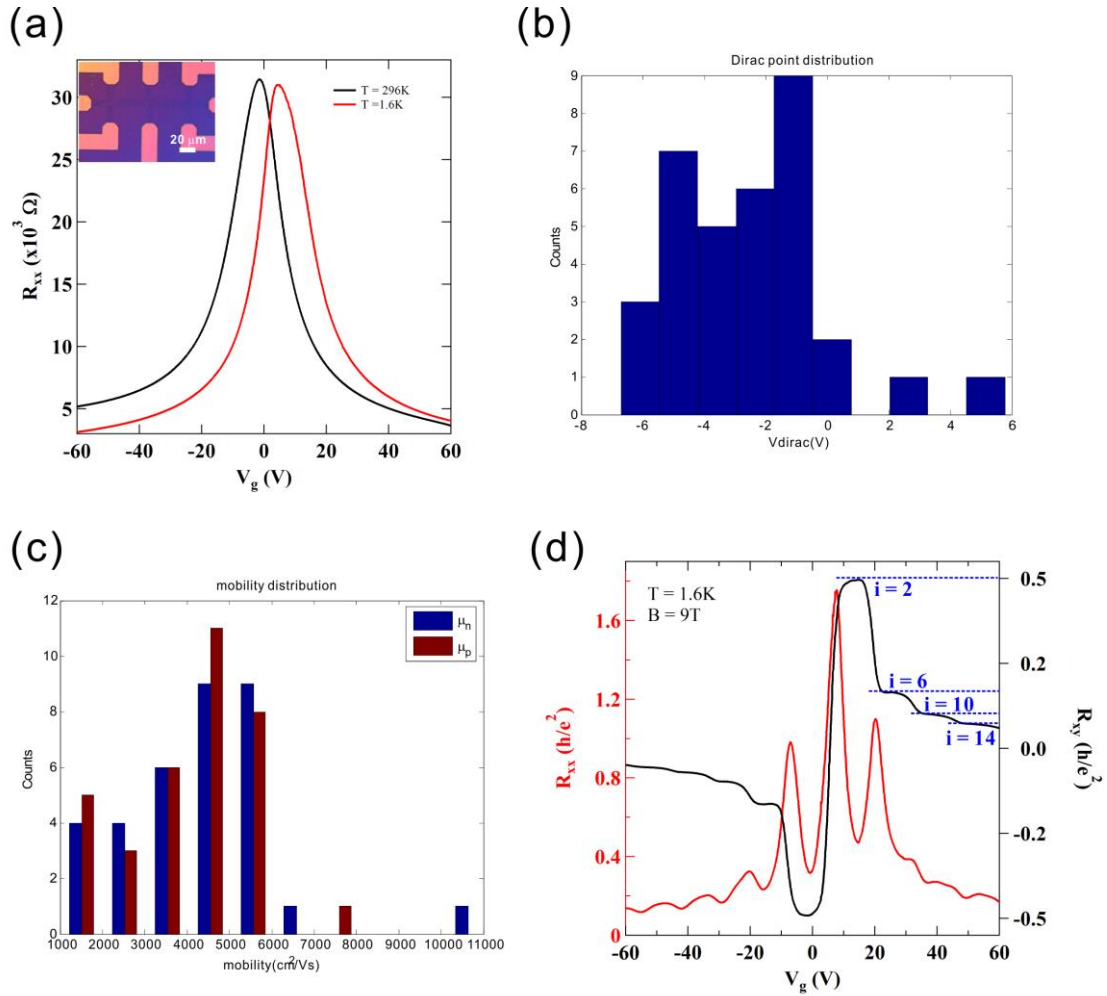 (a)
30
25
20
15
10
5
R_xx (x10^3 Ω)
20 μm
T = 296K
T =1.6K
-60 -40 -20 0 20 40 60
V_g (V)
(b)
Dirac point distribution
9
8
7
6
5
4
3
2
1
0
Counts
-8 -6 -4 -2 0 2 4 6
Vdirac(V)
(c)
mobility distribution
12
10
8
6
4
2
0
Counts
μ_n
μ_p
1000 2000 3000 4000 5000 6000 7000 8000 9000 10000 11000
mobility(cm^2/Vs)
(d)
T = 1.6K
B = 9T
1.6
1.2
0.8
0.4
0
R_xx (h/e^2)
i = 2
i = 6
i = 10
i = 14
0.5
0.2
0.0
-0.2
-0.5
R_xy (h/e^2)
-60 -40 -20 0 20 40 60
V_g (V)